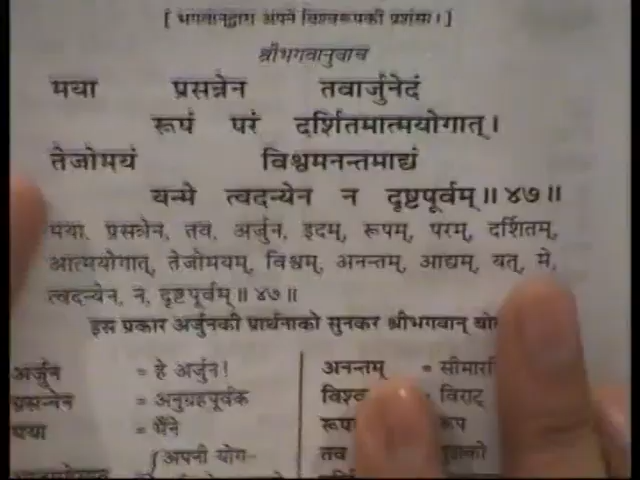 [ भगवान्द्वारा अपने विश्वरूपकी प्रशंसा। ]
श्रीभगवानुवाच
मया प्रसन्नेन तवार्जुनेदं
रूपं परं दर्शितमात्मयोगात्।
तेजोमयं विश्वमनन्तमाद्यं
यन्मे त्वदन्येन न दृष्टपूर्वम्॥४७॥
मया, प्रसन्नेन, तव, अर्जुन, इदम्, रूपम्, परम्, दर्शितम्,
आत्मयोगात्, तेजोमयम्, विश्वम्, अनन्तम्, आद्यम्, यत्, मे,
त्वदन्येन, न, दृष्टपूर्वम्॥४७॥
इस प्रकार अर्जुनकी प्रार्थनाको सुनकर श्रीभगवान्
अर्जुन = हे अर्जुन!
प्रसन्नेन = अनुग्रहपूर्वक
मया = मैंने
अपनी योग-
अनन्तम् =
= विराट्
= रूप
तव